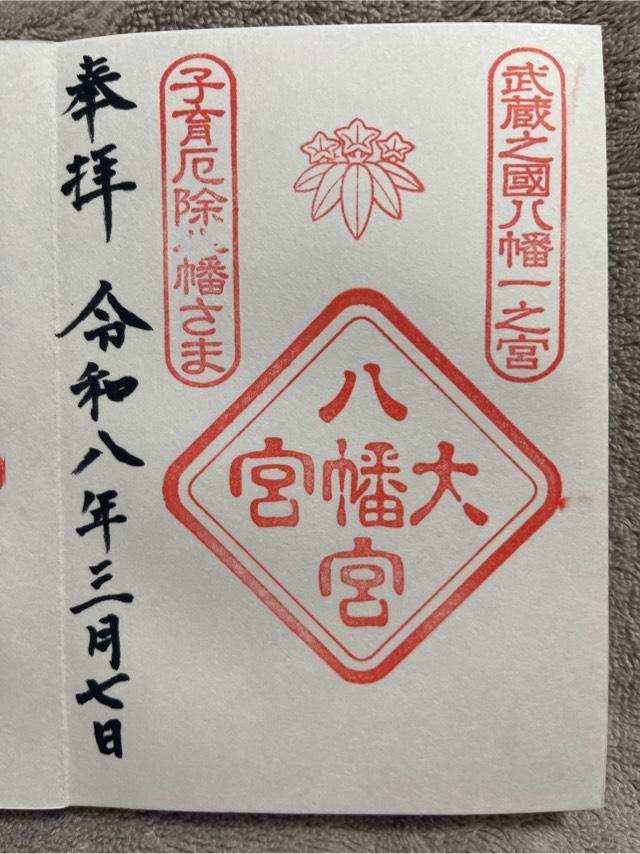 武蔵之國八幡一之宮
八幡宮
大幡宮
子育厄除八幡さま
奉拝 令和八年三月七日